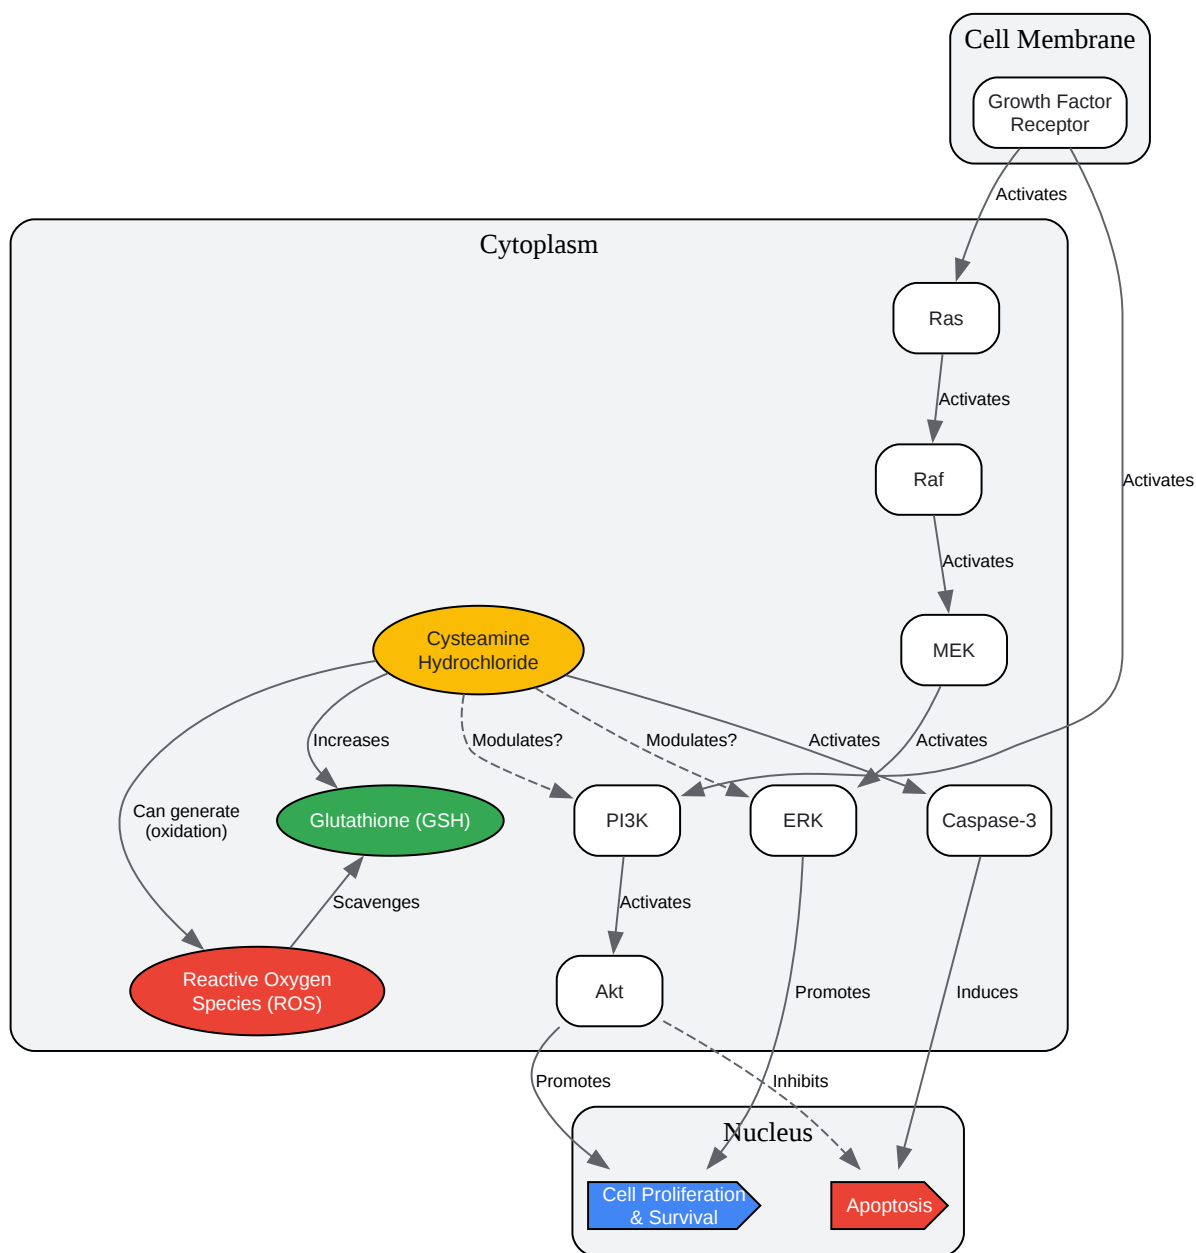 Cell Membrane
Growth Factor
Receptor
Activates
Cytoplasm
Ras
Activates
Raf
Activates
Activates
Cysteamine
Hydrochloride
MEK
Increases
Modulates?
Modulates?
Activates
Activates
Can generate
(oxidation)
Glutathione (GSH)
PI3K
ERK
Caspase-3
Scavenges
Activates
Reactive Oxygen
Species (ROS)
Akt
Promotes
Induces
Promotes
Inhibits
Nucleus
Cell Proliferation
& Survival
Apoptosis